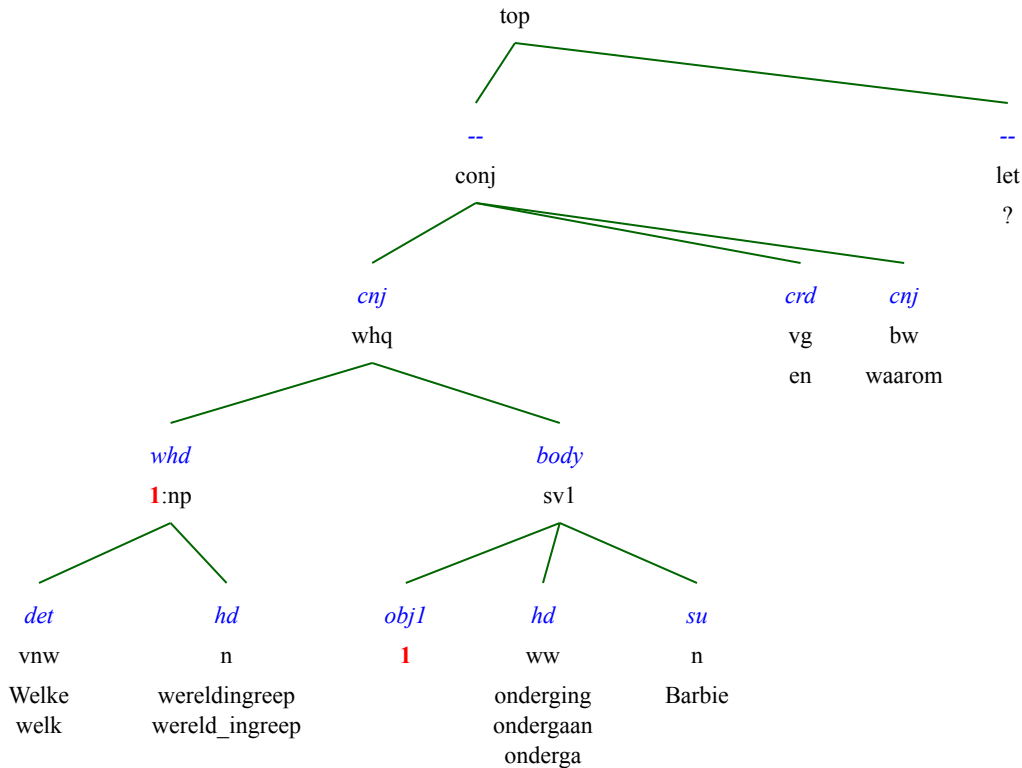 top
-- --
conj let
?
cnj crd cnj
whq vg bw
en waarom
whd body
1:np sv1
det hd obj1 hd su
vnw n 1 ww n
Welke wereldingreep onderging Barbie
welk wereld_ingreep ondergaan
onderga